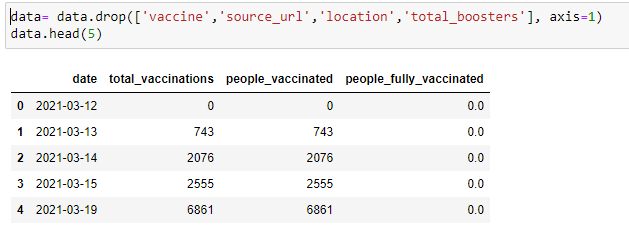 data= data.drop(['vaccine','source_url','location','total_boosters'], axis=1)
data.head(5)
date total_vaccinations people_vaccinated people_fully_vaccinated
0 2021-03-12 0 0 0.0
1 2021-03-13 743 743 0.0
2 2021-03-14 2076 2076 0.0
3 2021-03-15 2555 2555 0.0
4 2021-03-19 6861 6861 0.0